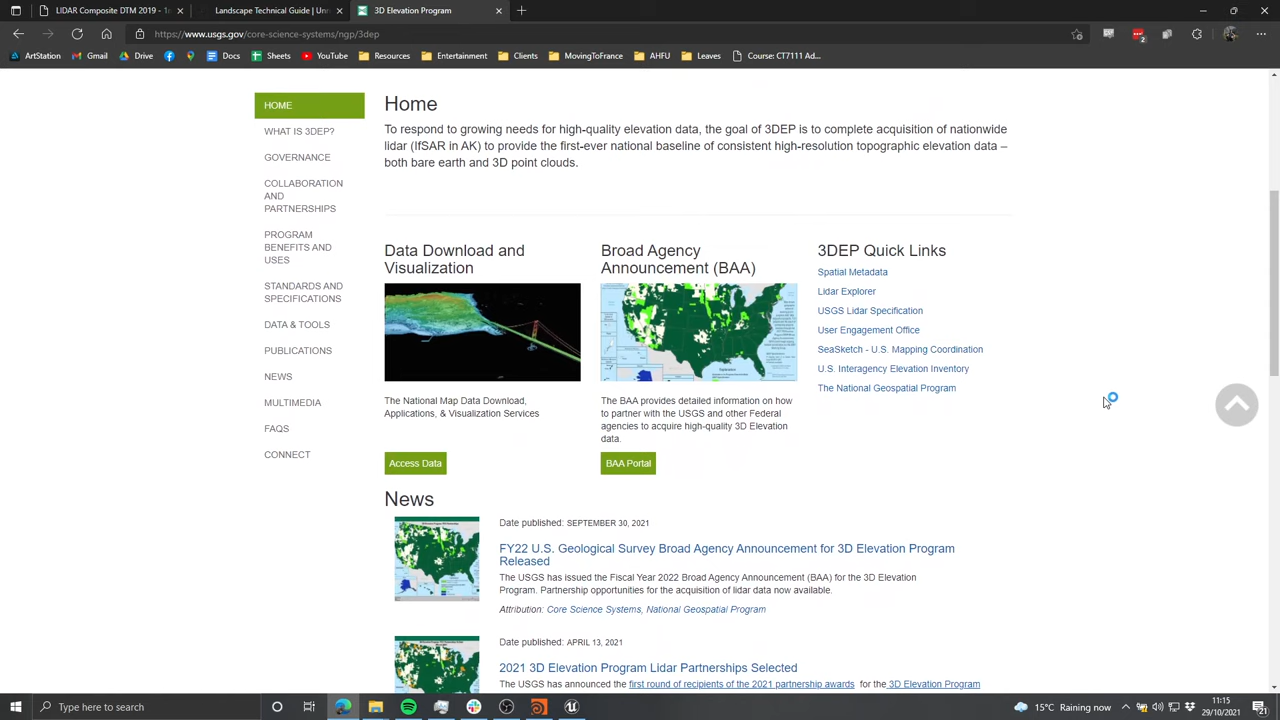 LIDAR Composite DTM 2019 - 10
Landscape Technical Guide | Unre
Lidar Program
https://www.usgs.gov/core-science-systems/ngp/3dep
ArtStation
Gmail
Drive
Docs
Sheets
YouTube
Resources
Entertainment
Clients
MovingToFrance
AHFU
Leaves
Course: CT7111 Ad...
HOME
WHAT IS 3DEP?
GOVERNANCE
COLLABORATION
AND
PARTNERSHIPS
PROGRAM
BENEFITS AND
USES
STANDARDS AND
SPECIFICATIONS
DATA & TOOLS
PUBLICATIONS
NEWS
MULTIMEDIA
FAQS
CONNECT
Home
To respond to growing needs for high-quality elevation data, the goal of 3DEP is to complete acquisition of nationwide
lidar (IfSAR in AK) to provide the first-ever national baseline of consistent high-resolution topographic elevation data –
both bare earth and 3D point clouds.
Data Download and
Visualization
The National Map Data Download,
Applications, & Visualization Services
Access Data
Broad Agency
Announcement (BAA)
The BAA provides detailed information on how
to partner with the USGS and other Federal
agencies to acquire high-quality 3D Elevation
data.
BAA Portal
3DEP Quick Links
Spatial Metadata
Lidar Explorer
USGS Lidar Specification
User Engagement Office
SeaSketch - U.S. Mapping Coordination
U.S. Interagency Elevation Inventory
The National Geospatial Program
News
Date published: SEPTEMBER 30, 2021
FY22 U.S. Geological Survey Broad Agency Announcement for 3D Elevation Program
Released
The USGS has issued the Fiscal Year 2022 Broad Agency Announcement (BAA) for the 3D Elevation
Program. Partnership opportunities for the acquisition of lidar data now available.
Attribution: Core Science Systems, National Geospatial Program
Date published: APRIL 13, 2021
2021 3D Elevation Program Lidar Partnerships Selected
The USGS has announced the first round of recipients of the 2021 partnership awards for the 3D Elevation Program
Type here to search
15°C Raining now
11:15
29/10/2021